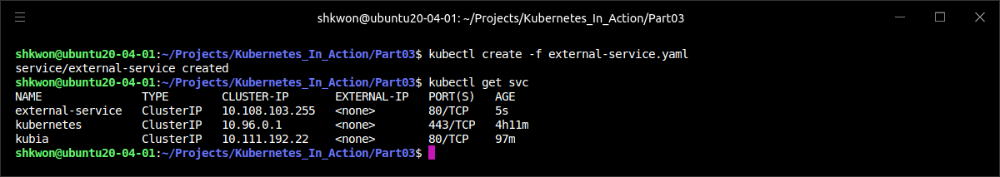 shkwon@ubuntu20-04-01: ~/Projects/Kubernetes_In_Action/Part03
shkwon@ubuntu20-04-01:~/Projects/Kubernetes_In_Action/Part03$ kubectl create -f external-service.yaml
service/external-service created
shkwon@ubuntu20-04-01:~/Projects/Kubernetes_In_Action/Part03$ kubectl get svc
NAME               TYPE        CLUSTER-IP       EXTERNAL-IP   PORT(S)   AGE
external-service   ClusterIP   10.108.103.255   <none>        80/TCP    5s
kubernetes         ClusterIP   10.96.0.1        <none>        443/TCP   4h11m
kubia              ClusterIP   10.111.192.22    <none>        80/TCP    97m
shkwon@ubuntu20-04-01:~/Projects/Kubernetes_In_Action/Part03$